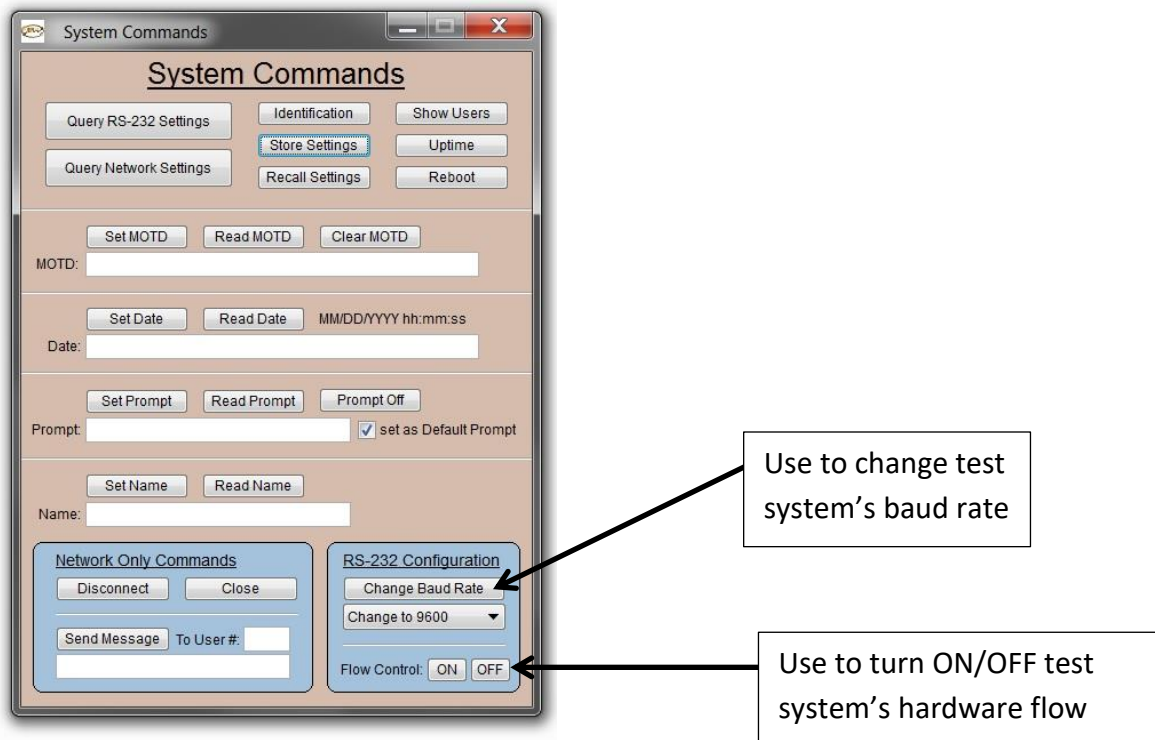 System Commands
System Commands
Query RS-232 Settings
Identification
Show Users
Store Settings
Uptime
Query Network Settings
Recall Settings
Reboot
Set MOTD Read MOTD Clear MOTD
MOTD:
Set Date Read Date MM/DD/YYYY hh:mm:ss
Date:
Set Prompt Read Prompt Prompt Off
Prompt: set as Default Prompt
Set Name Read Name
Name:
Network Only Commands
Disconnect Close
Send Message To User #:
RS-232 Configuration
Change Baud Rate
Change to 9600
Flow Control: ON OFF
Use to change test
system’s baud rate
Use to turn ON/OFF test
system’s hardware flow